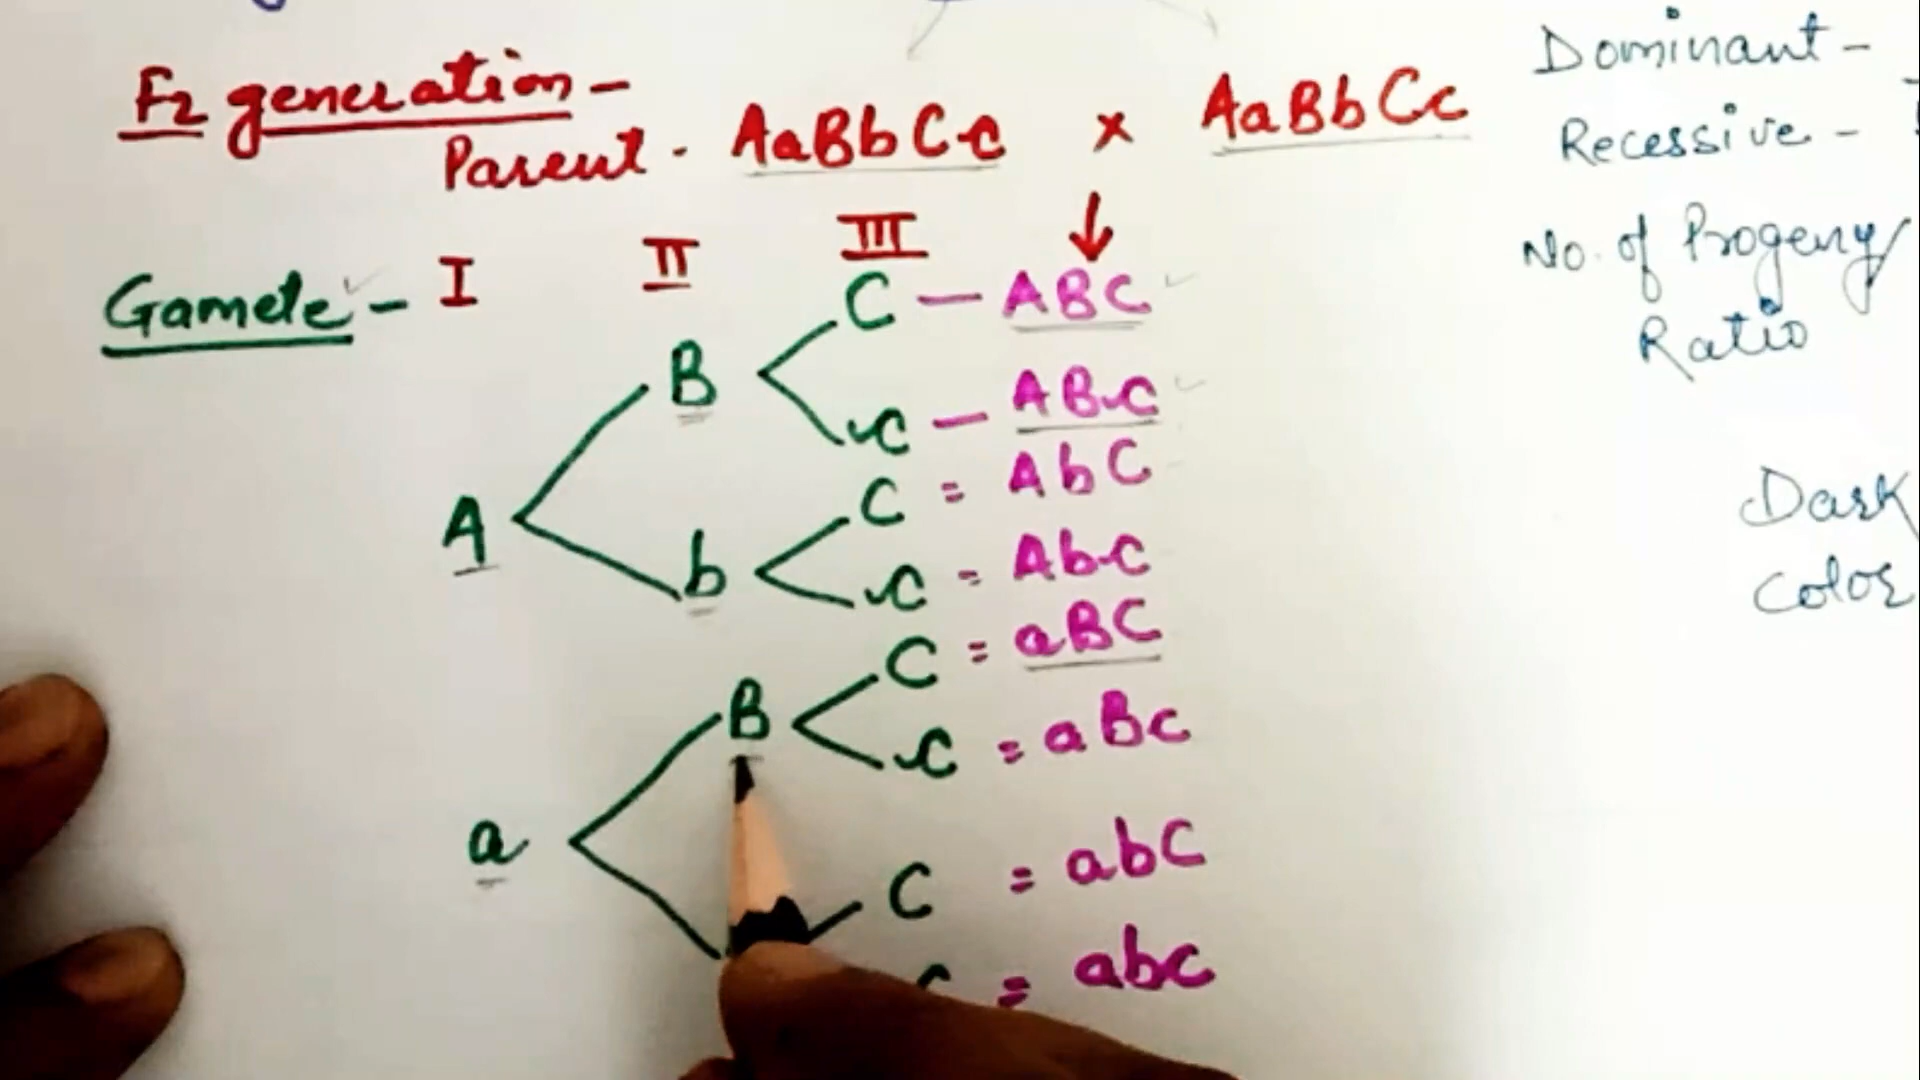 F2 generation -
Parent. AaBbCc x AaBbCc
Gamete - I II III
C - ABC
B
c - ABc
A
C = AbC
b
c = Abc
C = aBC
B
c = aBc
a
C = abC
c = abc
Dominant -
Recessive -
No. of Progeny
Ratio
Dark
color